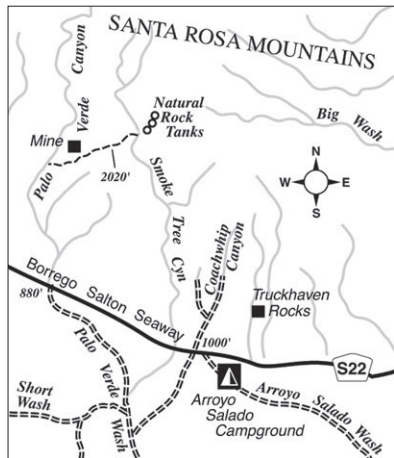 SANTA ROSA MOUNTAINS
Canyon
Verde
Palo
Natural
Rock
Tanks
Big Wash
Mine
2020'
Smoke
Tree
Cyn
N
W
E
S
Coachwhip
Canyon
Borrego Salton Seaway
880'
1000'
Truckhaven
Rocks
S22
Palo
Verde
Wash
Short
Wash
Arroyo
Salado
Campground
Arroyo Salado Wash